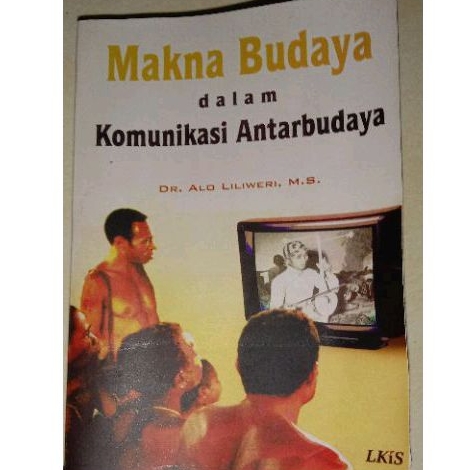 Makna Budaya
dalam
Komunikasi Antarbudaya
DR. ALO LILIWERI, M.S.
LKiS